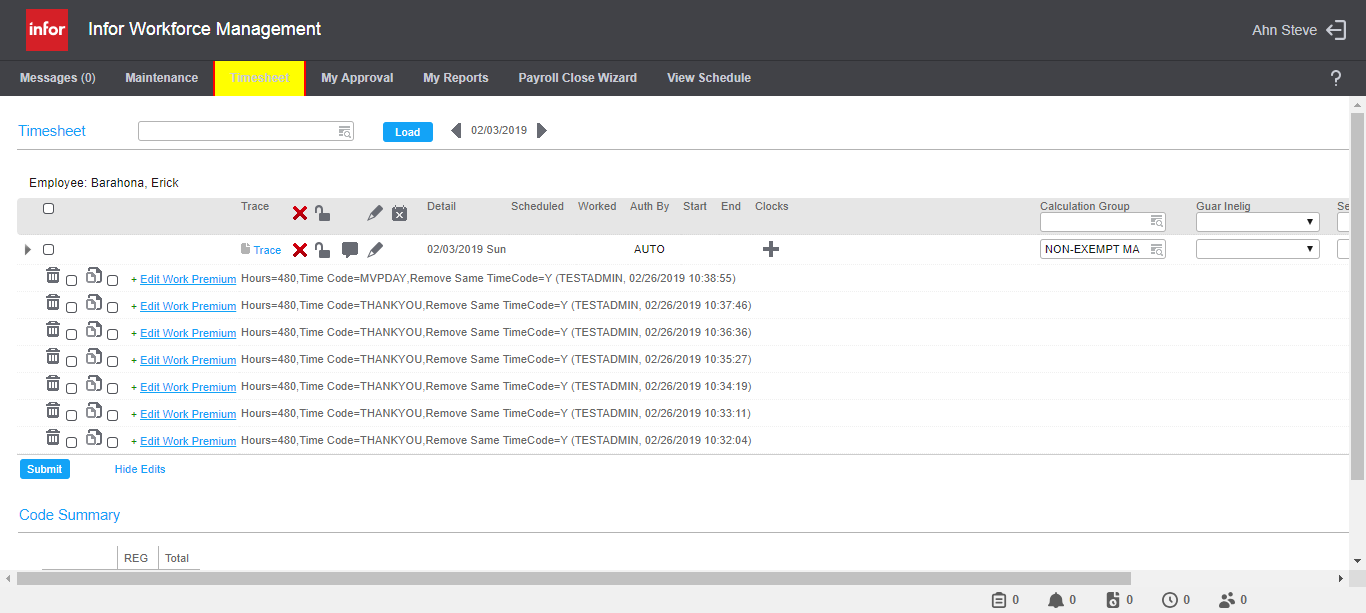 infor Infor Workforce Management Ahn Steve
Messages (0) Maintenance Timesheet My Approval My Reports Payroll Close Wizard View Schedule ?
Timesheet Load 02/03/2019
Employee: Barahona, Erick
Trace Detail Scheduled Worked Auth By Start End Clocks Calculation Group Guar Inelig Se
Trace 02/03/2019 Sun AUTO NON-EXEMPT MA
+ Edit Work Premium Hours=480,Time Code=MVPDAY,Remove Same TimeCode=Y (TESTADMIN, 02/26/2019 10:38:55)
+ Edit Work Premium Hours=480,Time Code=THANKYOU,Remove Same TimeCode=Y (TESTADMIN, 02/26/2019 10:37:46)
+ Edit Work Premium Hours=480,Time Code=THANKYOU,Remove Same TimeCode=Y (TESTADMIN, 02/26/2019 10:36:36)
+ Edit Work Premium Hours=480,Time Code=THANKYOU,Remove Same TimeCode=Y (TESTADMIN, 02/26/2019 10:35:27)
+ Edit Work Premium Hours=480,Time Code=THANKYOU,Remove Same TimeCode=Y (TESTADMIN, 02/26/2019 10:34:19)
+ Edit Work Premium Hours=480,Time Code=THANKYOU,Remove Same TimeCode=Y (TESTADMIN, 02/26/2019 10:33:11)
+ Edit Work Premium Hours=480,Time Code=THANKYOU,Remove Same TimeCode=Y (TESTADMIN, 02/26/2019 10:32:04)
Submit Hide Edits
Code Summary
REG Total
0 0 0 0 0